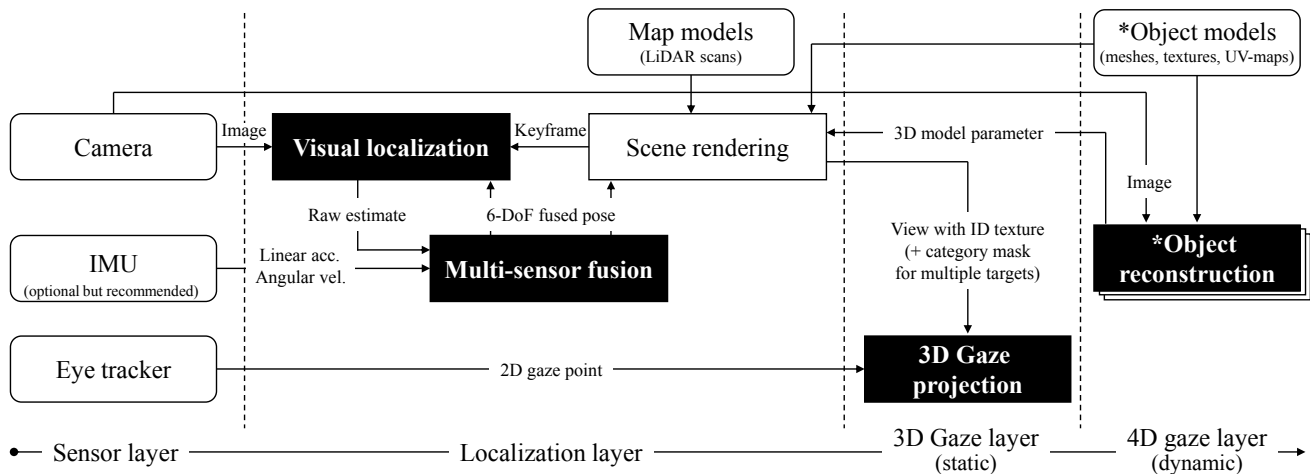 Map models
(LiDAR scans)
*Object models
(meshes, textures, UV-maps)
Camera
Image
Visual localization
Keyframe
Scene rendering
3D model parameter
Image
Raw estimate
6-DoF fused pose
View with ID texture
(+ category mask
for multiple targets)
*Object
reconstruction
IMU
(optional but recommended)
Linear acc.
Angular vel.
Multi-sensor fusion
Eye tracker
2D gaze point
3D Gaze
projection
Sensor layer
Localization layer
3D Gaze layer
(static)
4D gaze layer
(dynamic)